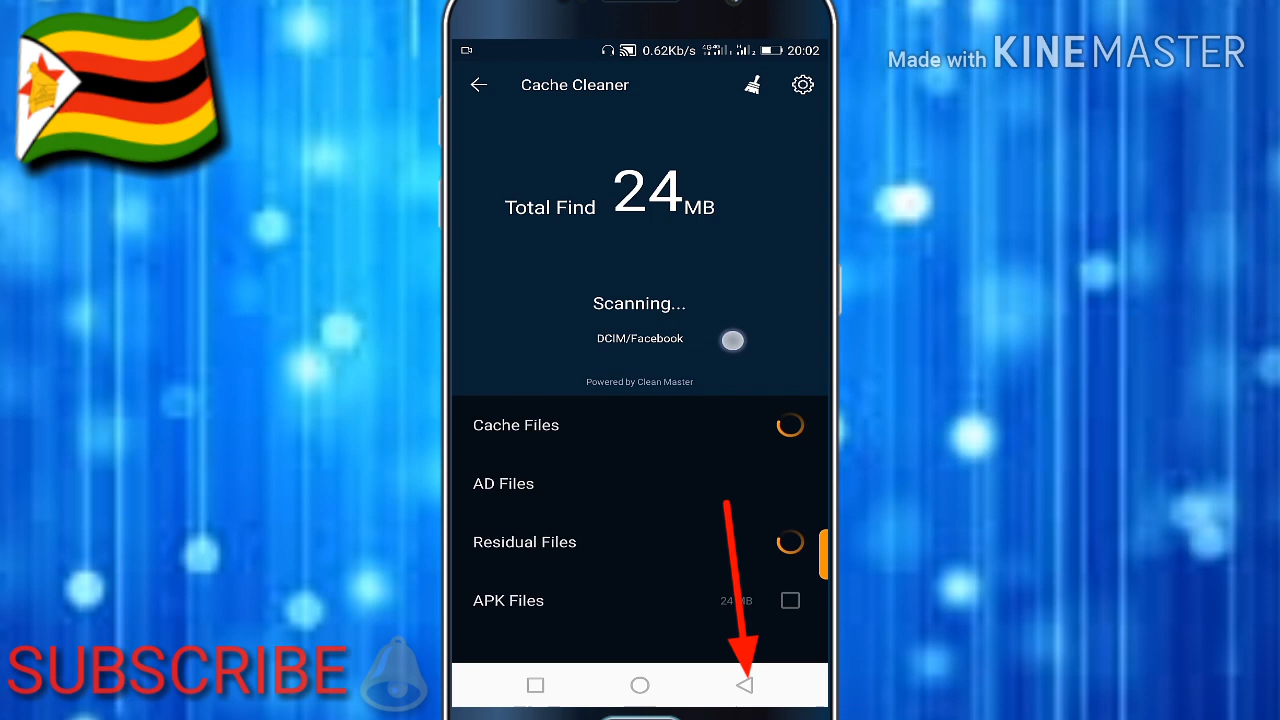 Made with KINEMASTER
0.62Kb/s 20:02
Cache Cleaner
Total Find 24 MB
Scanning...
DCIM/Facebook
Powered by Clean Master
Cache Files
AD Files
Residual Files
APK Files
SUBSCRIBE